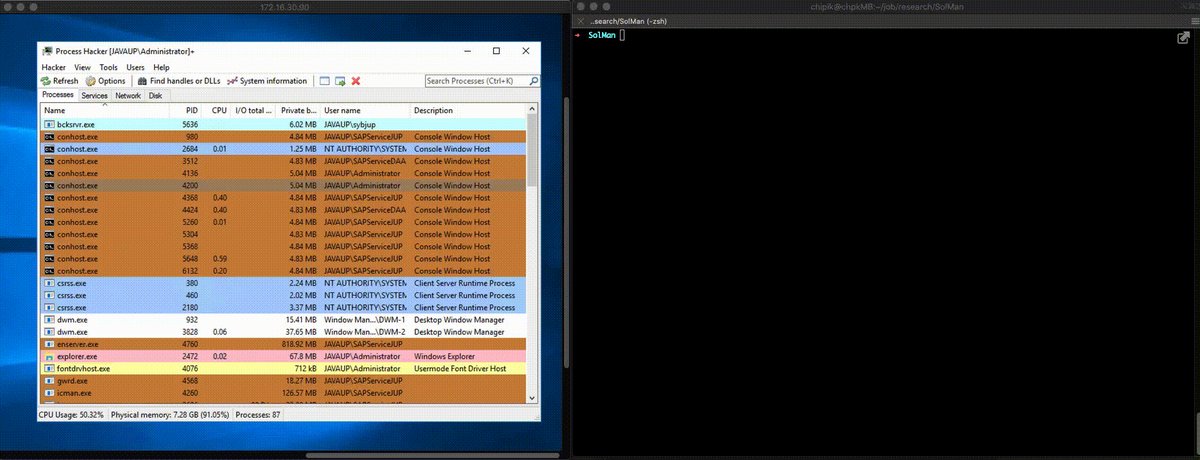 172.16.30.90
Process Hacker [JAVAUP\Administrator]+
Hacker View Tools Users Help
Refresh Options Find handles or DLLs System information Search Processes (Ctrl+K)
Processes Services Network Disk
Name PID CPU I/O total ... Private b... User name Description
bcksrvr.exe 5636 6.02 MB JAVAUP\sybjup
conhost.exe 980 4.84 MB JAVAUP\SAPServiceJUP Console Window Host
conhost.exe 2684 0.01 1.25 MB NT AUTHORITY\SYSTEM Console Window Host
conhost.exe 3512 4.83 MB JAVAUP\SAPServiceDAA Console Window Host
conhost.exe 4136 5.04 MB JAVAUP\Administrator Console Window Host
conhost.exe 4200 5.04 MB JAVAUP\Administrator Console Window Host
conhost.exe 4368 0.40 4.84 MB JAVAUP\SAPServiceJUP Console Window Host
conhost.exe 4424 0.40 4.83 MB JAVAUP\SAPServiceDAA Console Window Host
conhost.exe 5260 0.01 4.84 MB JAVAUP\SAPServiceJUP Console Window Host
conhost.exe 5304 4.83 MB JAVAUP\SAPServiceJUP Console Window Host
conhost.exe 5368 4.84 MB JAVAUP\SAPServiceJUP Console Window Host
conhost.exe 5648 0.59 4.83 MB JAVAUP\SAPServiceJUP Console Window Host
conhost.exe 6132 0.20 4.84 MB JAVAUP\SAPServiceJUP Console Window Host
csrss.exe 380 2.24 MB NT AUTHORITY\SYSTEM Client Server Runtime Process
csrss.exe 460 2.02 MB NT AUTHORITY\SYSTEM Client Server Runtime Process
csrss.exe 2180 3.37 MB NT AUTHORITY\SYSTEM Client Server Runtime Process
dwm.exe 932 15.41 MB Window Man...\DWM-1 Desktop Window Manager
dwm.exe 3828 0.06 37.65 MB Window Man...\DWM-2 Desktop Window Manager
enserver.exe 4760 818.92 MB JAVAUP\SAPServiceJUP
explorer.exe 2472 0.02 67.8 MB JAVAUP\Administrator Windows Explorer
fontdrvhost.exe 4076 712 kB JAVAUP\Administrator Usermode Font Driver Host
gwrd.exe 4568 18.27 MB JAVAUP\SAPServiceJUP
icman.exe 4260 126.57 MB JAVAUP\SAPServiceJUP
CPU Usage: 50.32% Physical memory: 7.28 GB (91.05%) Processes: 87
chipik@chpkMB:~/job/research/SolMan
..search/SolMan (-zsh)
→ SolMan